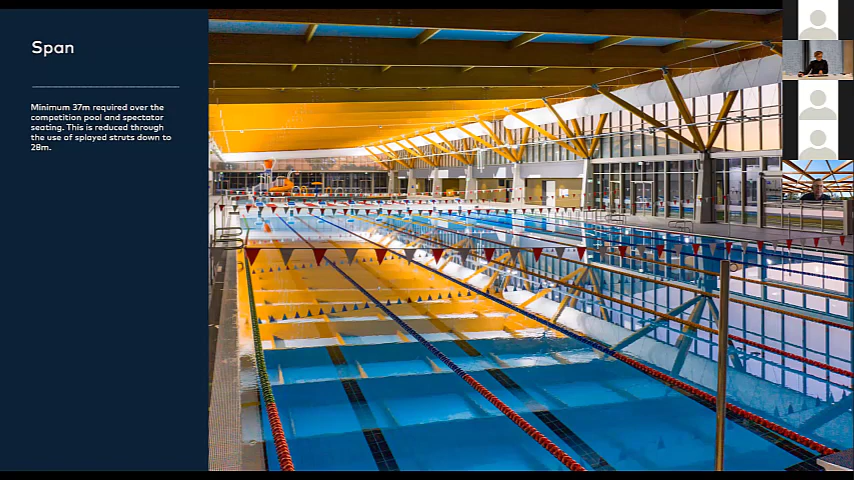 Span
Minimum 37m required over the
competition pool and spectator
seating. This is reduced through
the use of splayed struts down to
28m.